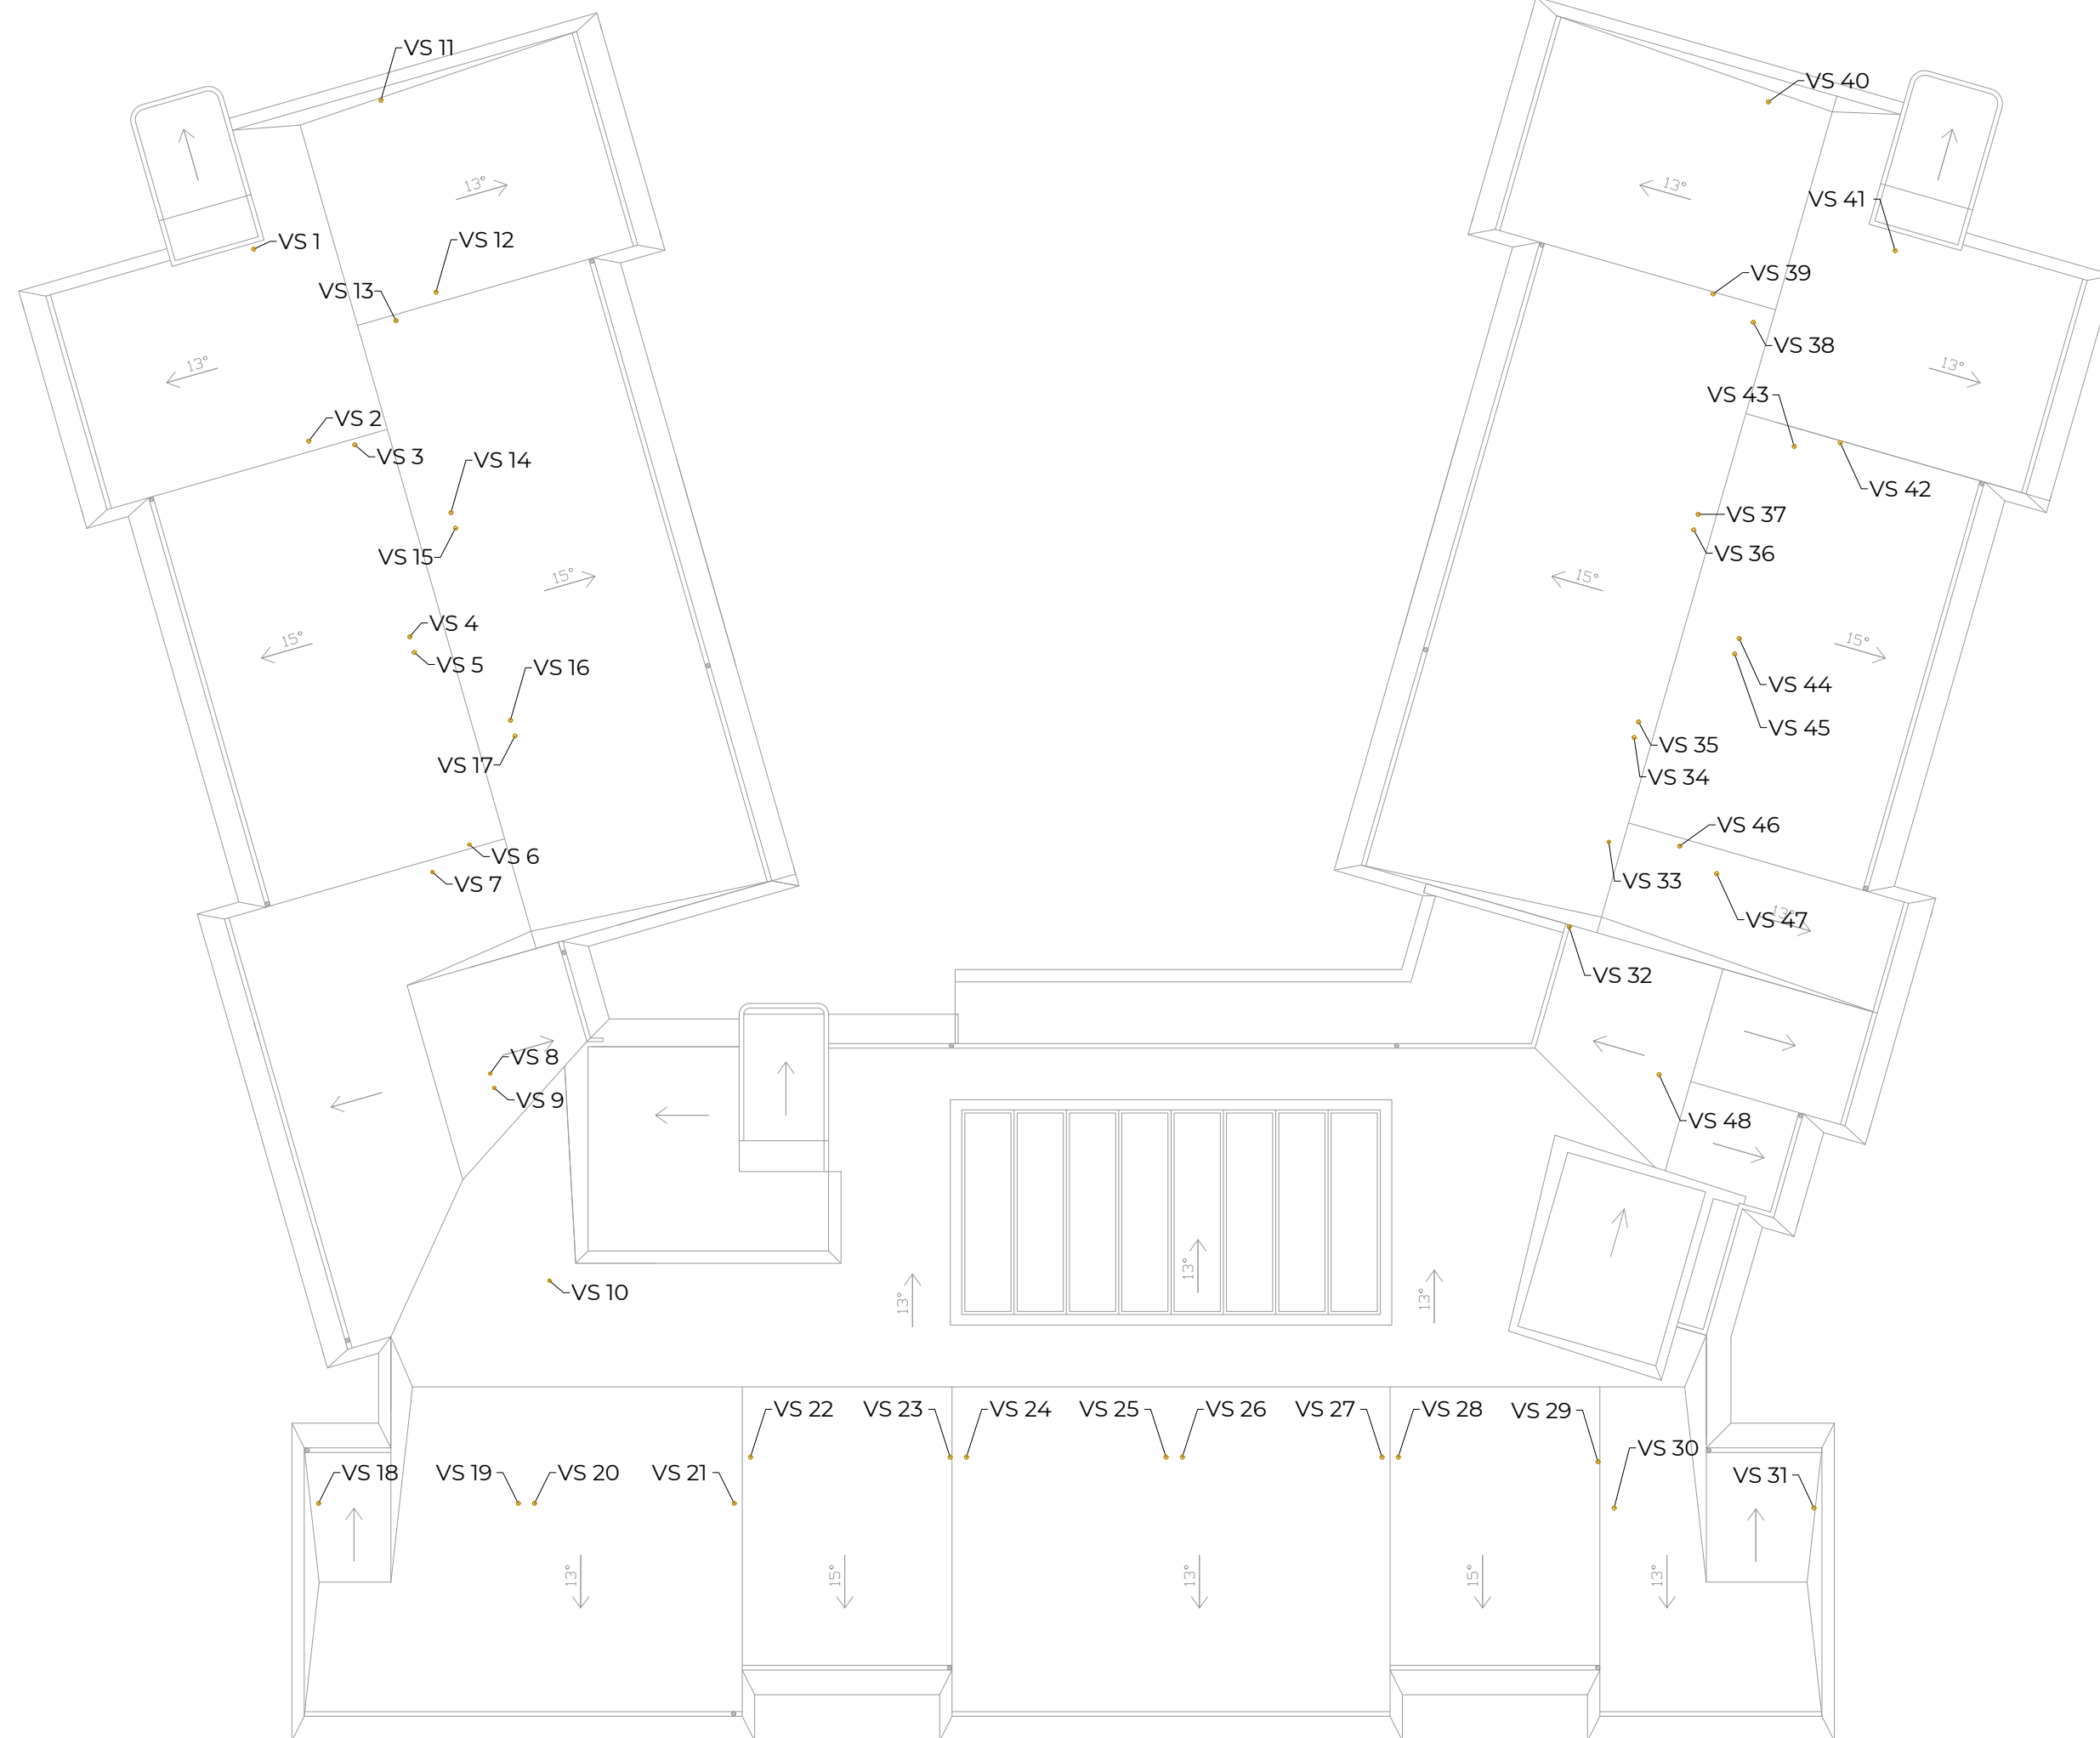 VS 11
VS 40
13°
13°
VS 41
VS 1
VS 12
VS 39
VS 13
VS 38
13°
13°
VS 43
VS 2
VS 3
VS 14
VS 42
VS 37
VS 15
VS 36
15°
15°
VS 4
15°
15°
VS 5
VS 16
VS 44
VS 45
VS 17
VS 35
VS 34
VS 46
VS 6
VS 7
VS 33
13°
VS 47
VS 32
VS 8
VS 9
VS 48
13°
VS 10
13°
13°
VS 22
VS 23
VS 24
VS 25
VS 26
VS 27
VS 28
VS 29
VS 30
VS 18
VS 19
VS 20
VS 21
VS 31
13°
15°
13°
15°
13°